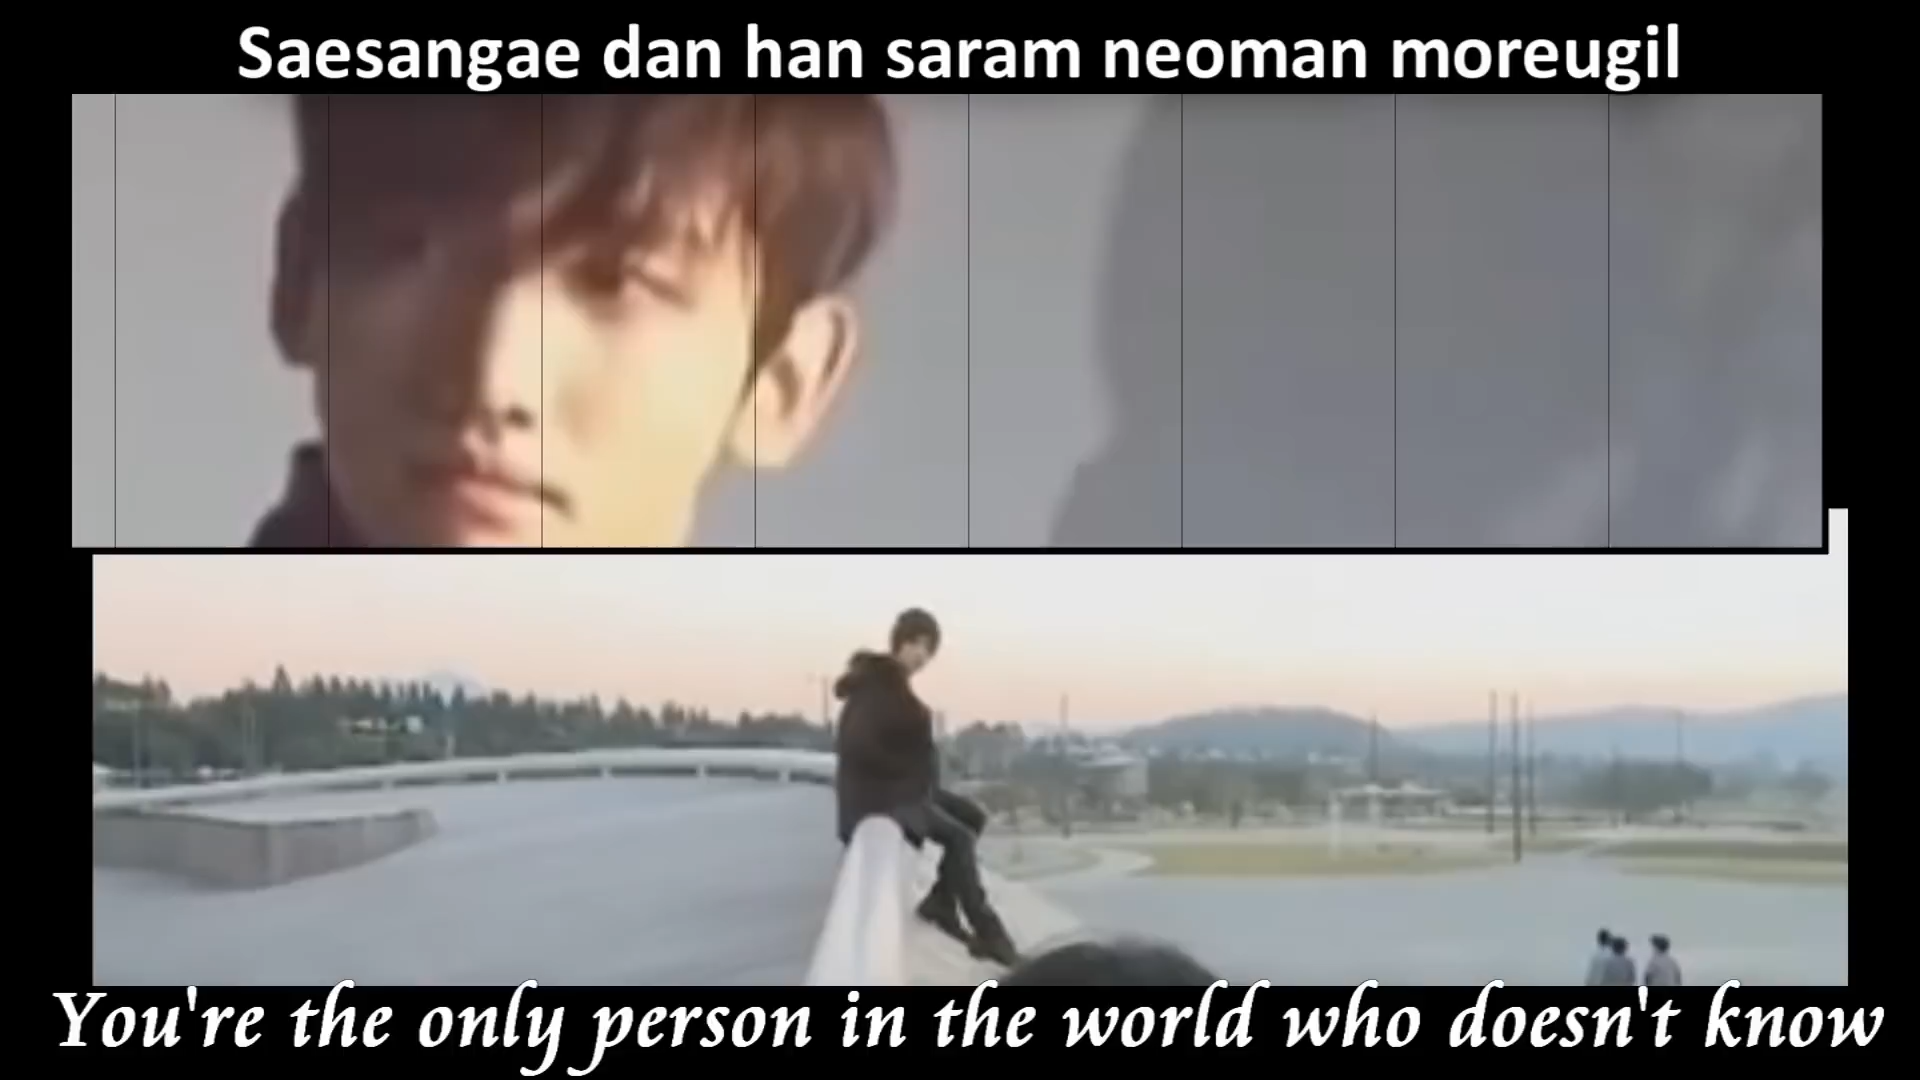 Saesangae dan han saram neoman moreugil
You're the only person in the world who doesn't know